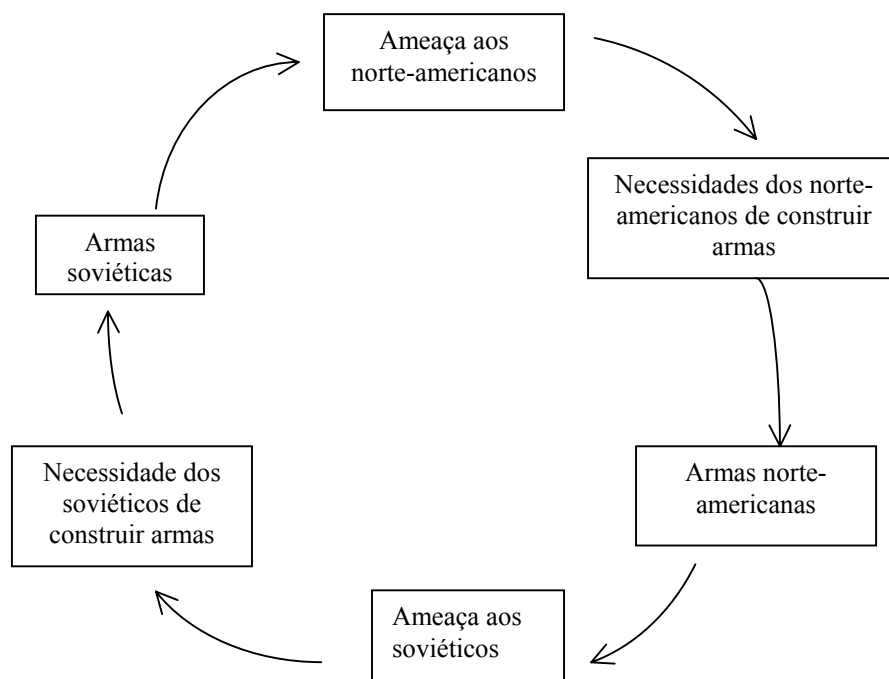 Ameaça aos
norte-americanos
Necessidades dos norte-
americanos de construir
armas
Armas norte-
americanas
Ameaça aos
soviéticos
Necessidade dos
soviéticos de
construir armas
Armas
soviéticas